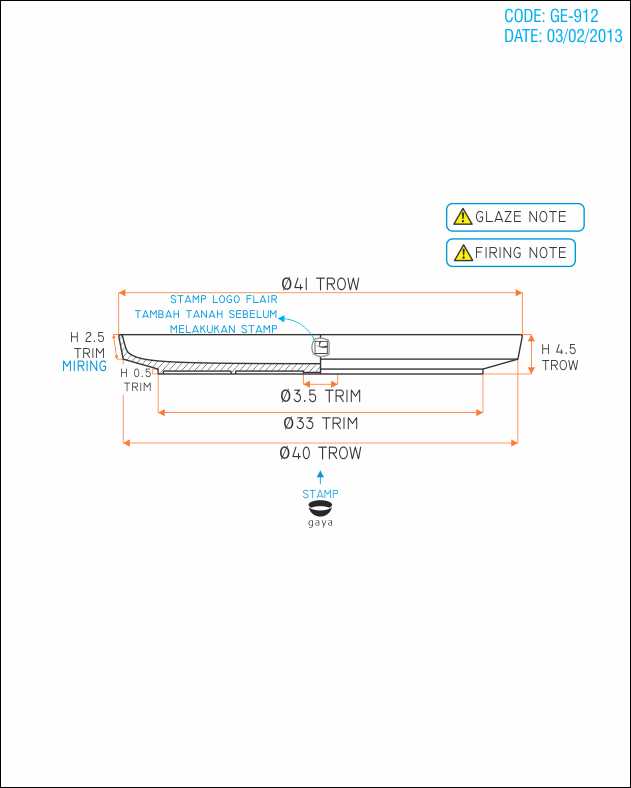 CODE: GE-912
DATE: 03/02/2013
GLAZE NOTE
FIRING NOTE
Ø41 TROW
STAMP LOGO FLAIR
TAMBAH TANAH SEBELUM
MELAKUKAN STAMP
H 2.5
TRIM
MIRING
H 4.5
TROW
H 0.5
TRIM
Ø3.5 TRIM
Ø33 TRIM
Ø40 TROW
STAMP
gaya